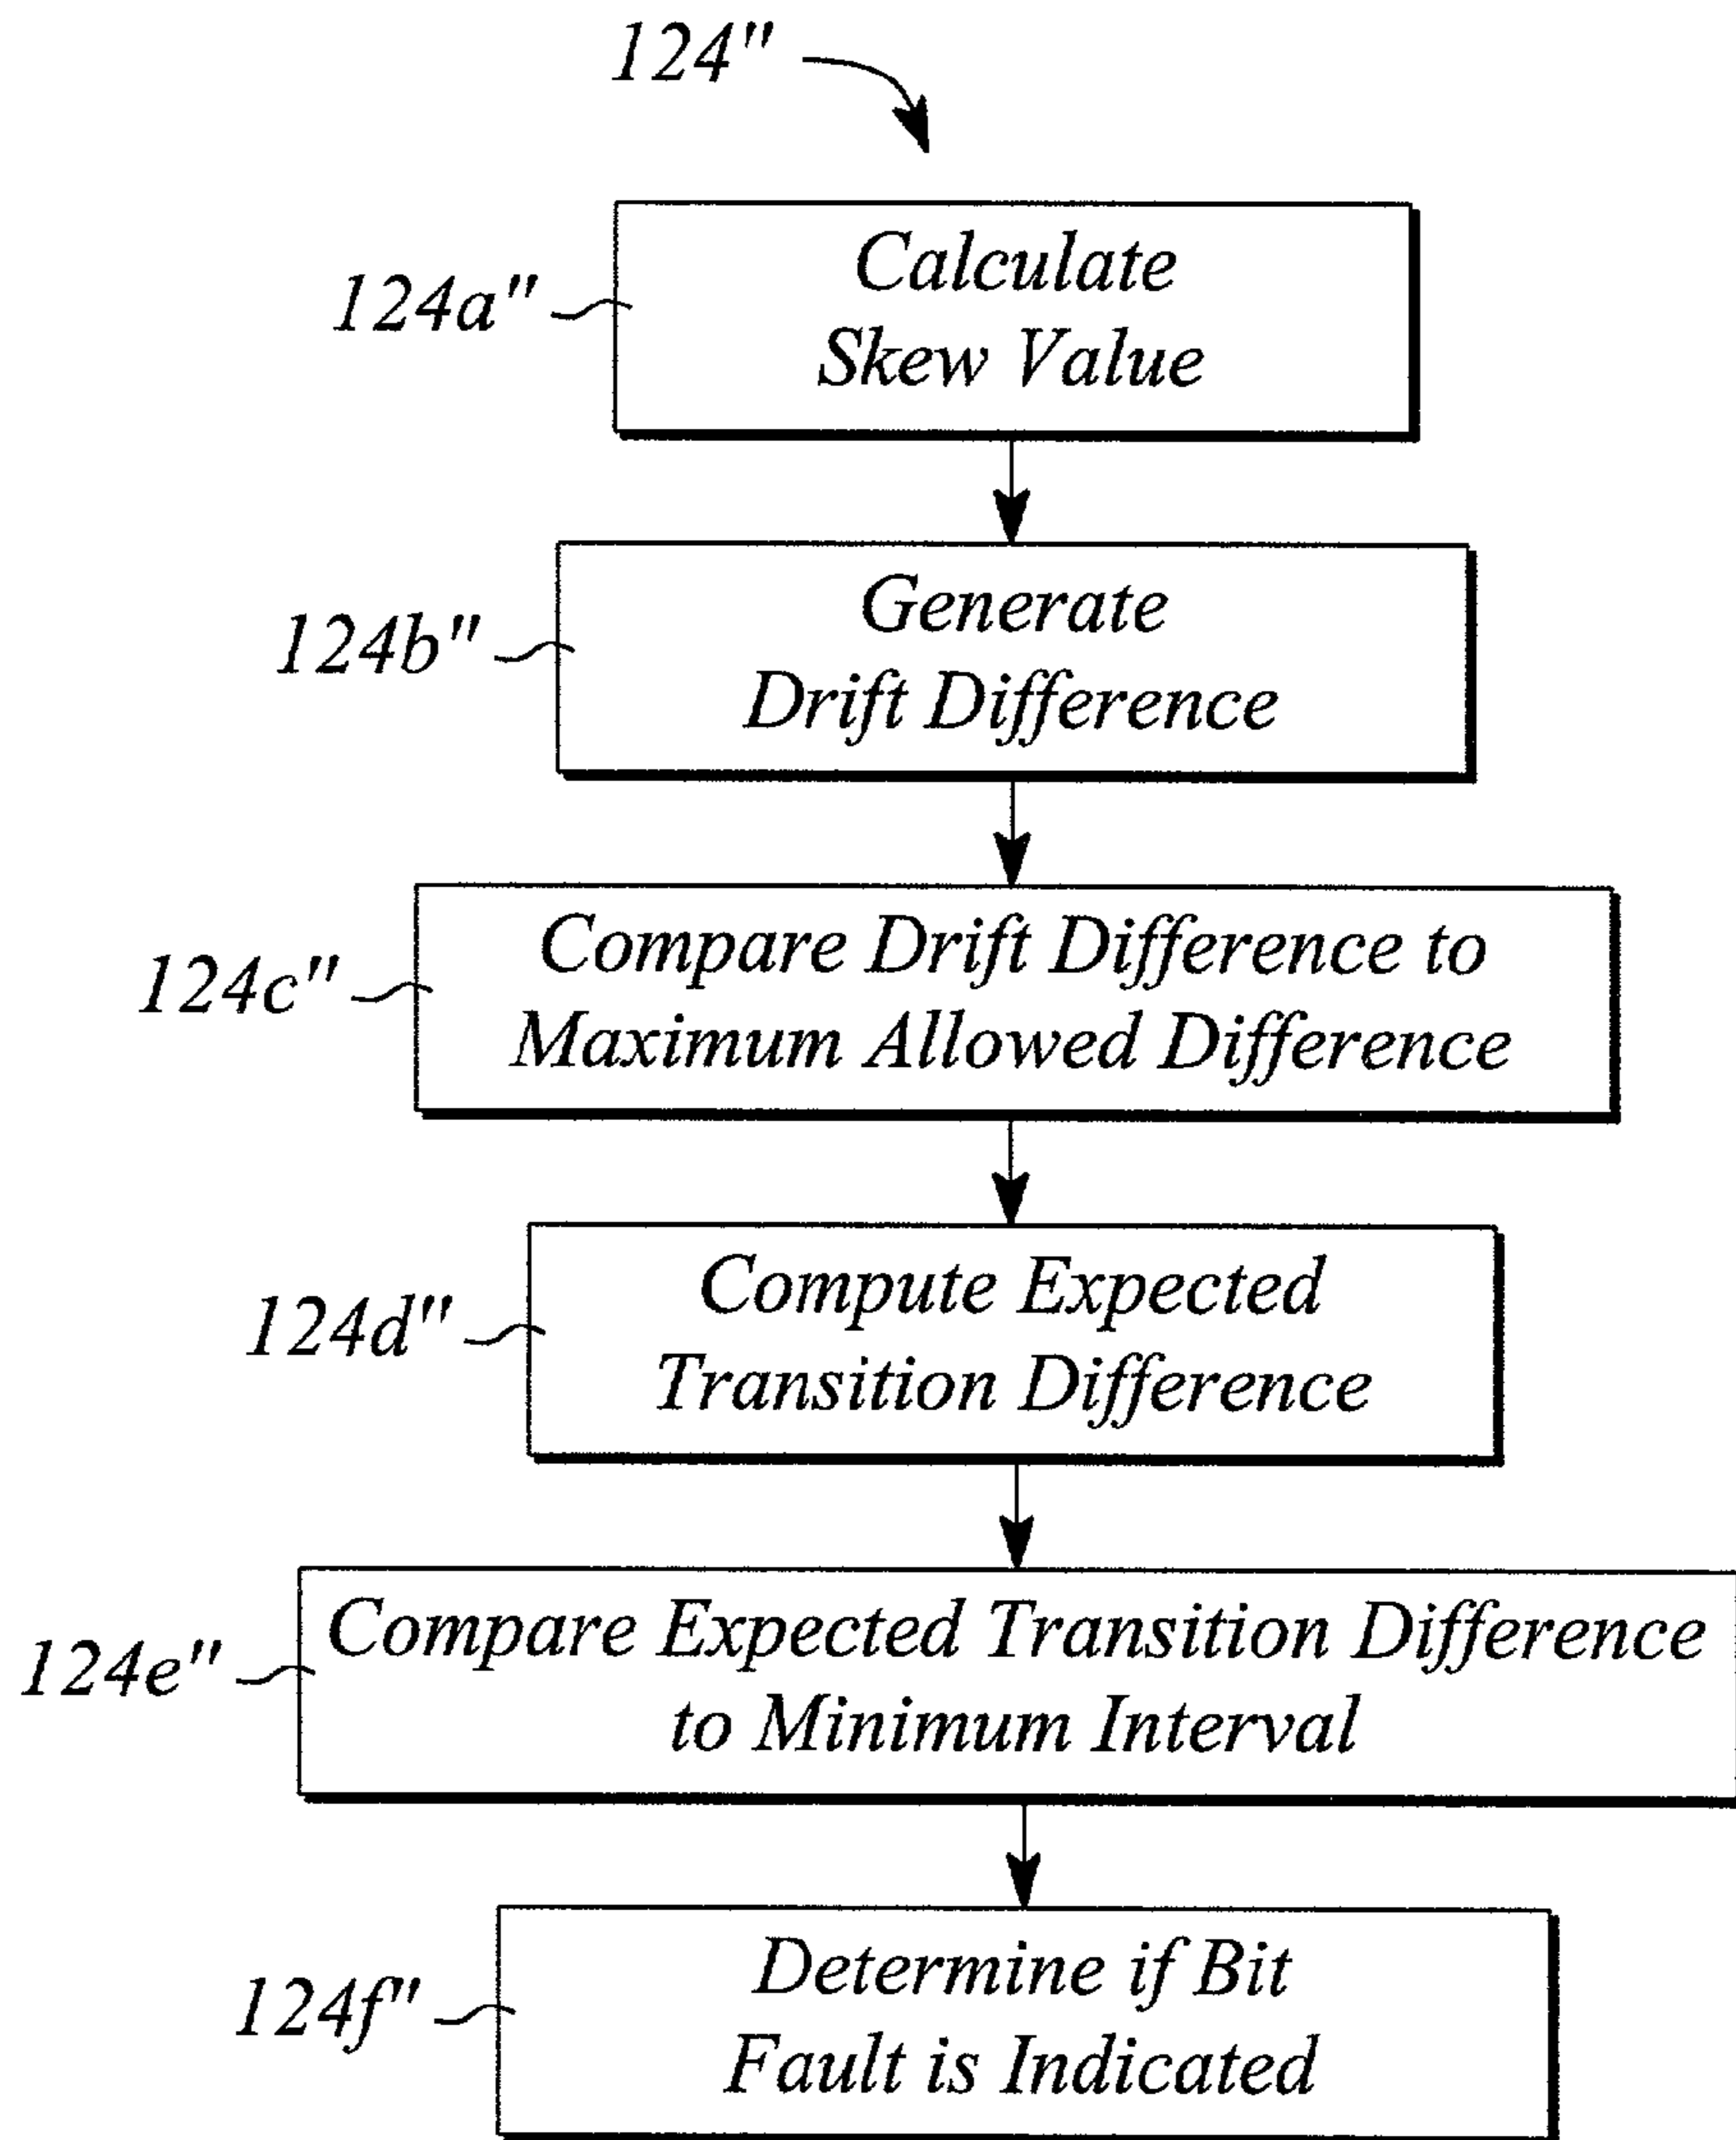 124"
124a"
Calculate
Skew Value
124b"
Generate
Drift Difference
124c"
Compare Drift Difference to
Maximum Allowed Difference
124d"
Compute Expected
Transition Difference
124e"
Compare Expected Transition Difference
to Minimum Interval
124f"
Determine if Bit
Fault is Indicated